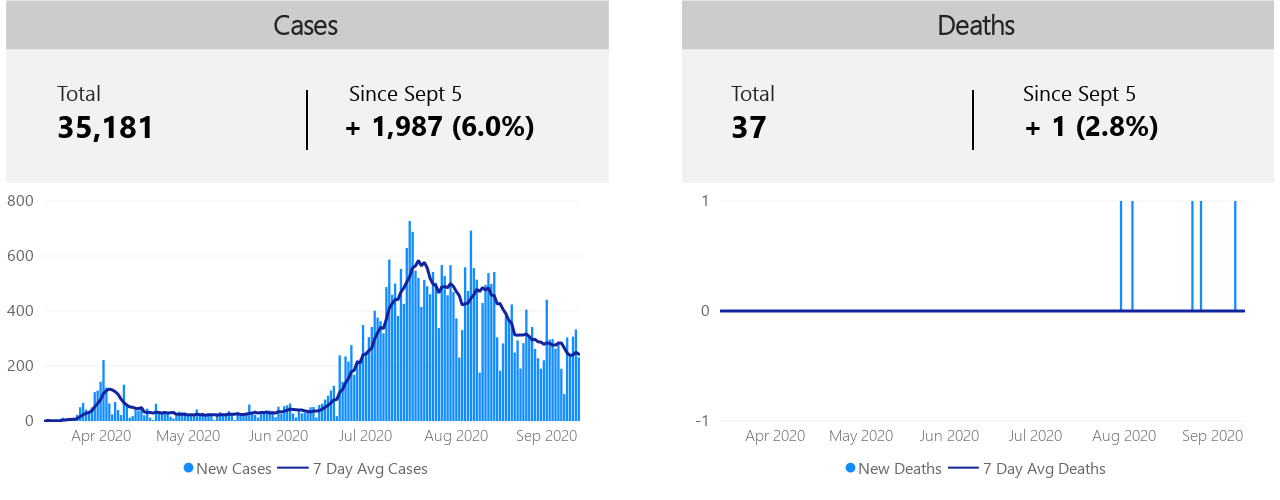 Cases
Total
Since Sept 5
35,181
+ 1,987 (6.0%)
800
600
400
200
0
Apr 2020 May 2020 Jun 2020 Jul 2020 Aug 2020 Sep 2020
New Cases 7 Day Avg Cases
Deaths
Total
Since Sept 5
37
+ 1 (2.8%)
1
0
-1
Apr 2020 May 2020 Jun 2020 Jul 2020 Aug 2020 Sep 2020
New Deaths 7 Day Avg Deaths